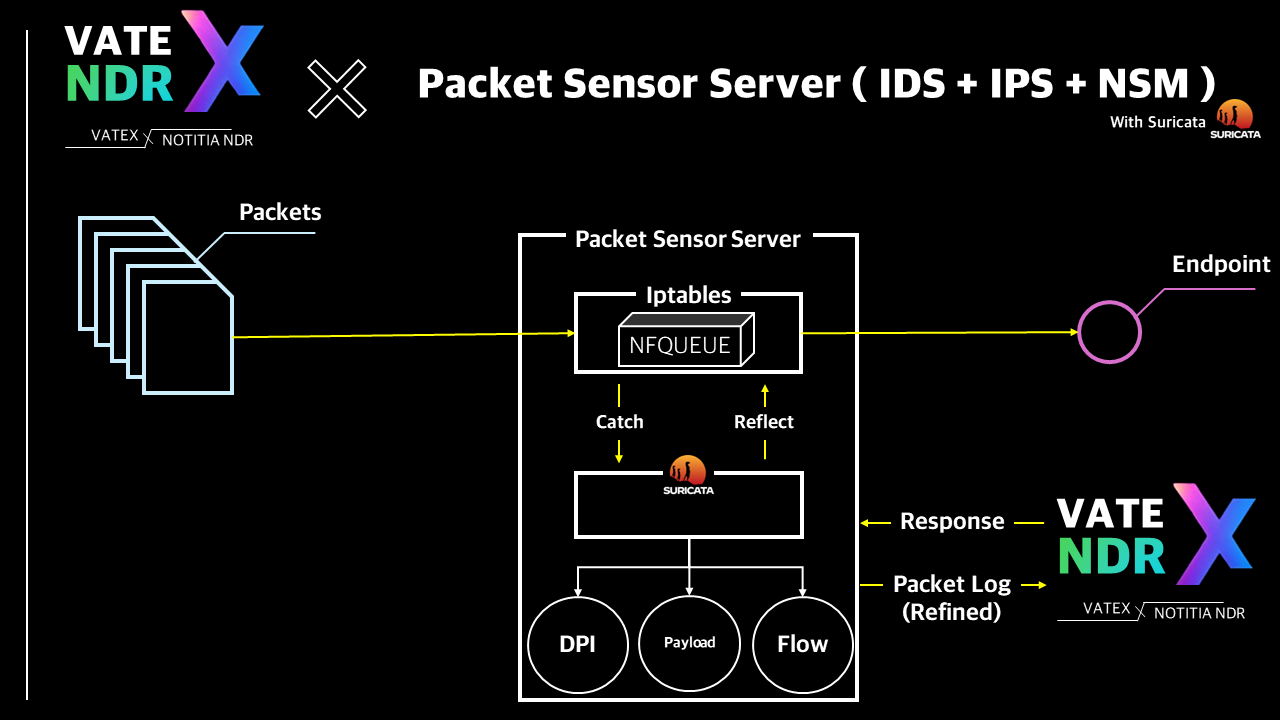 VATE X
NDR
VATEX NOTITIA NDR
Packet Sensor Server ( IDS + IPS + NSM )
With Suricata SURICATA
Packets
Packet Sensor Server
Endpoint
Iptables
NFQUEUE
Catch Reflect
SURICATA
Response
Packet Log
(Refined)
VATE X
NDR
VATEX NOTITIA NDR
DPI Payload Flow